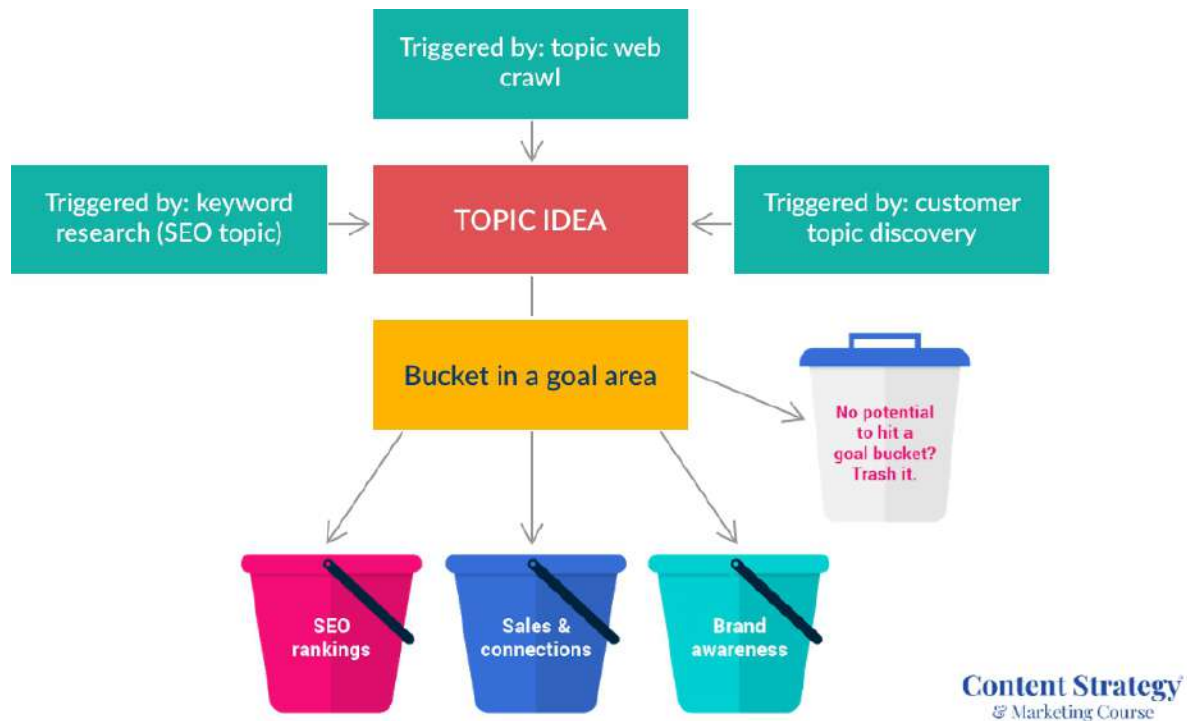 Triggered by: topic web
crawl
Triggered by: keyword
research (SEO topic)
TOPIC IDEA
Triggered by: customer
topic discovery
Bucket in a goal area
No potential
to hit a
goal bucket?
Trash it.
SEO
rankings
Sales &
connections
Brand
awareness
Content Strategy
& Marketing Course